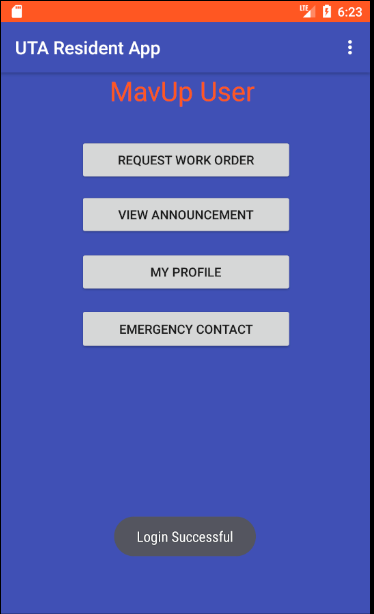 LTE 6:23
UTA Resident App
MavUp User
REQUEST WORK ORDER
VIEW ANNOUNCEMENT
MY PROFILE
EMERGENCY CONTACT
Login Successful